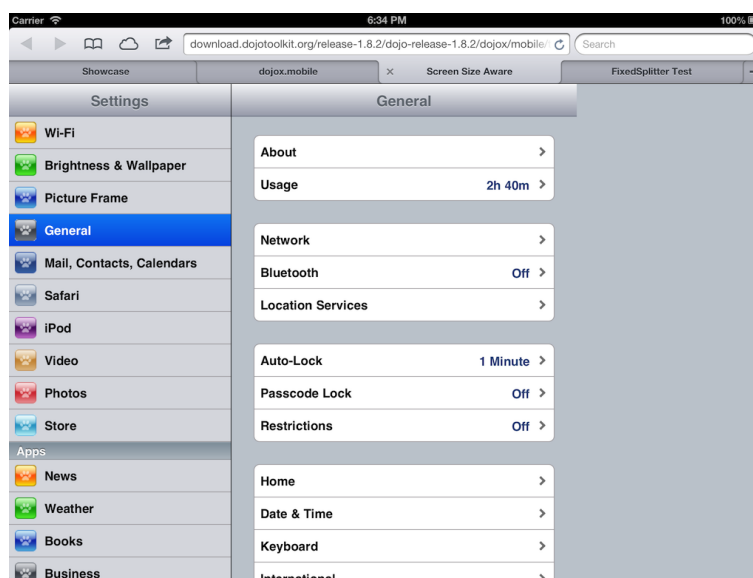 Carrier 6:34 PM 100%
download.dojotoolkit.org/release-1.8.2/dojo-release-1.8.2/dojox/mobile/ Search
Showcase dojox.mobile Screen Size Aware FixedSplitter Test
Settings
Wi-Fi
Brightness & Wallpaper
Picture Frame
General
Mail, Contacts, Calendars
Safari
iPod
Video
Photos
Store
Apps
News
Weather
Books
Business
General
About
Usage 2h 40m
Network
Bluetooth Off
Location Services
Auto-Lock 1 Minute
Passcode Lock Off
Restrictions Off
Home
Date & Time
Keyboard
International